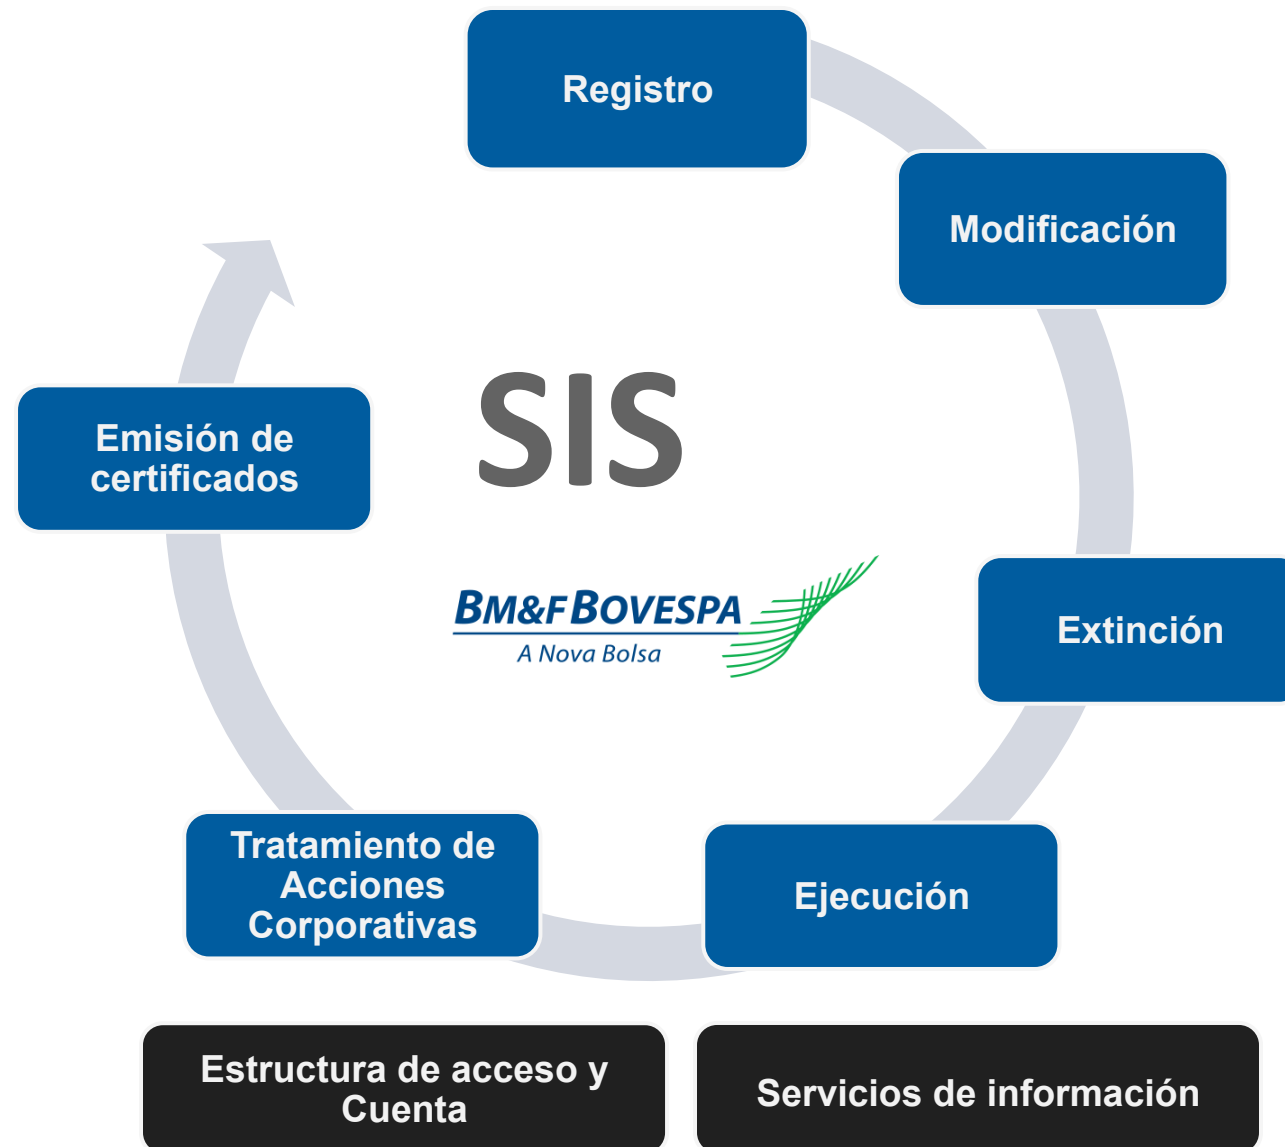 Registro
Modificación
Emisión de
certificados
SIS
BM&FBOVESPA
A Nova Bolsa
Extinción
Tratamiento de
Acciones
Corporativas
Ejecución
Estructura de acceso y
Cuenta
Servicios de información